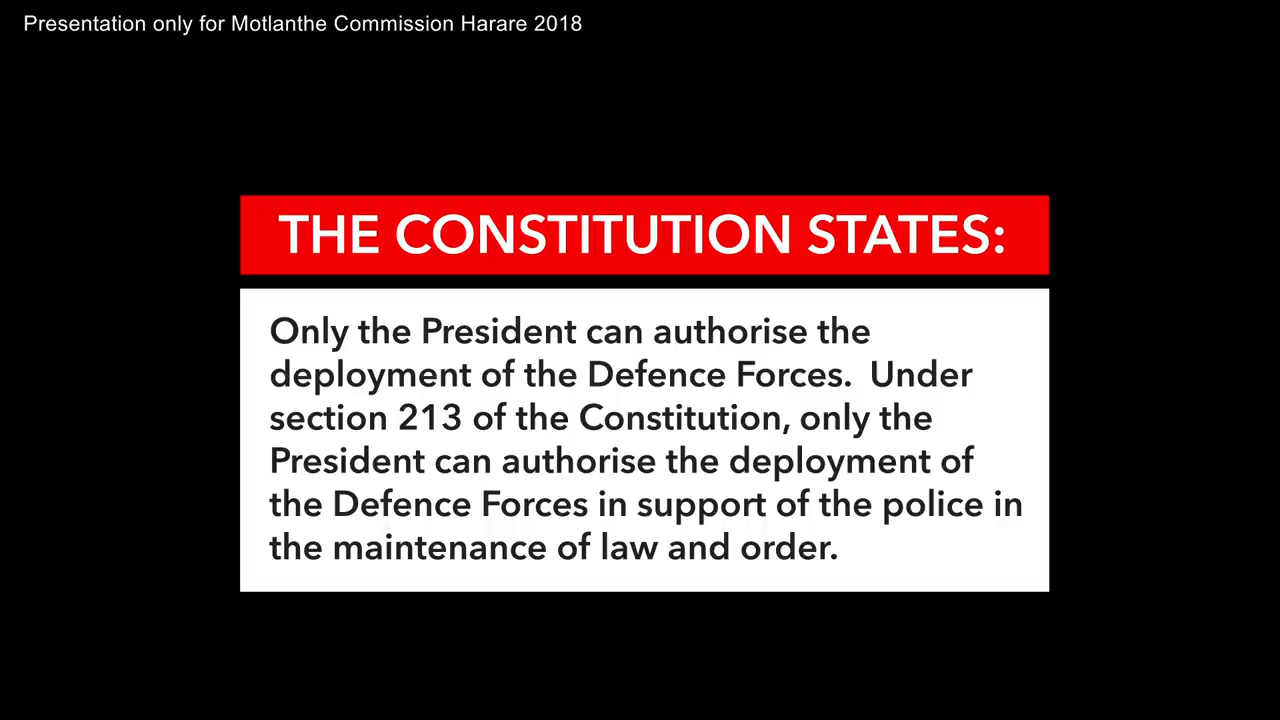 Presentation only for Motlanthe Commission Harare 2018
THE CONSTITUTION STATES:
Only the President can authorise the
deployment of the Defence Forces.  Under
section 213 of the Constitution, only the
President can authorise the deployment of
the Defence Forces in support of the police in
the maintenance of law and order.